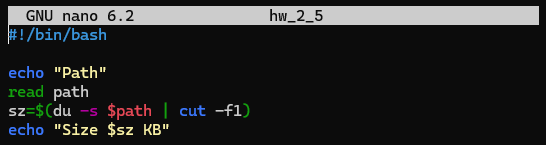 GNU nano 6.2 hw_2_5
#!/bin/bash
echo "Path"
read path
sz=$(du -s $path | cut -f1)
echo "Size $sz KB"